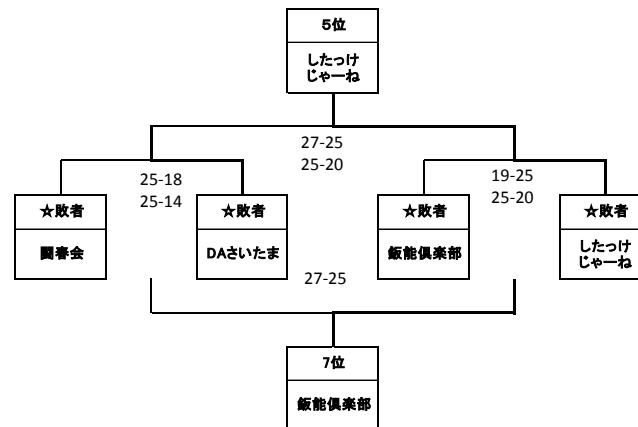 5位
したっけ
じゃーね
27-25
25-20
25-18
25-14
19-25
25-20
☆敗者
闘春会
☆敗者
DAさいたま
☆敗者
飯能倶楽部
☆敗者
したっけ
じゃーね
27-25
7位
飯能倶楽部